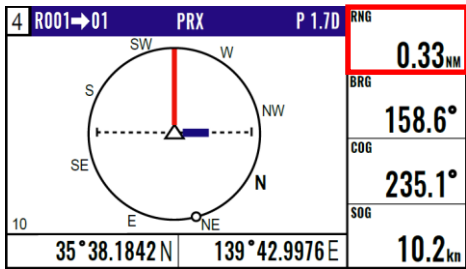 4 R001➞01 PRX P 1.7D
RNG
0.33NM
BRG
158.6°
COG
235.1°
SOG
10.2kn
SW
W
S
NW
SE
N
E
NE
10
35°38.1842N 139°42.9976E